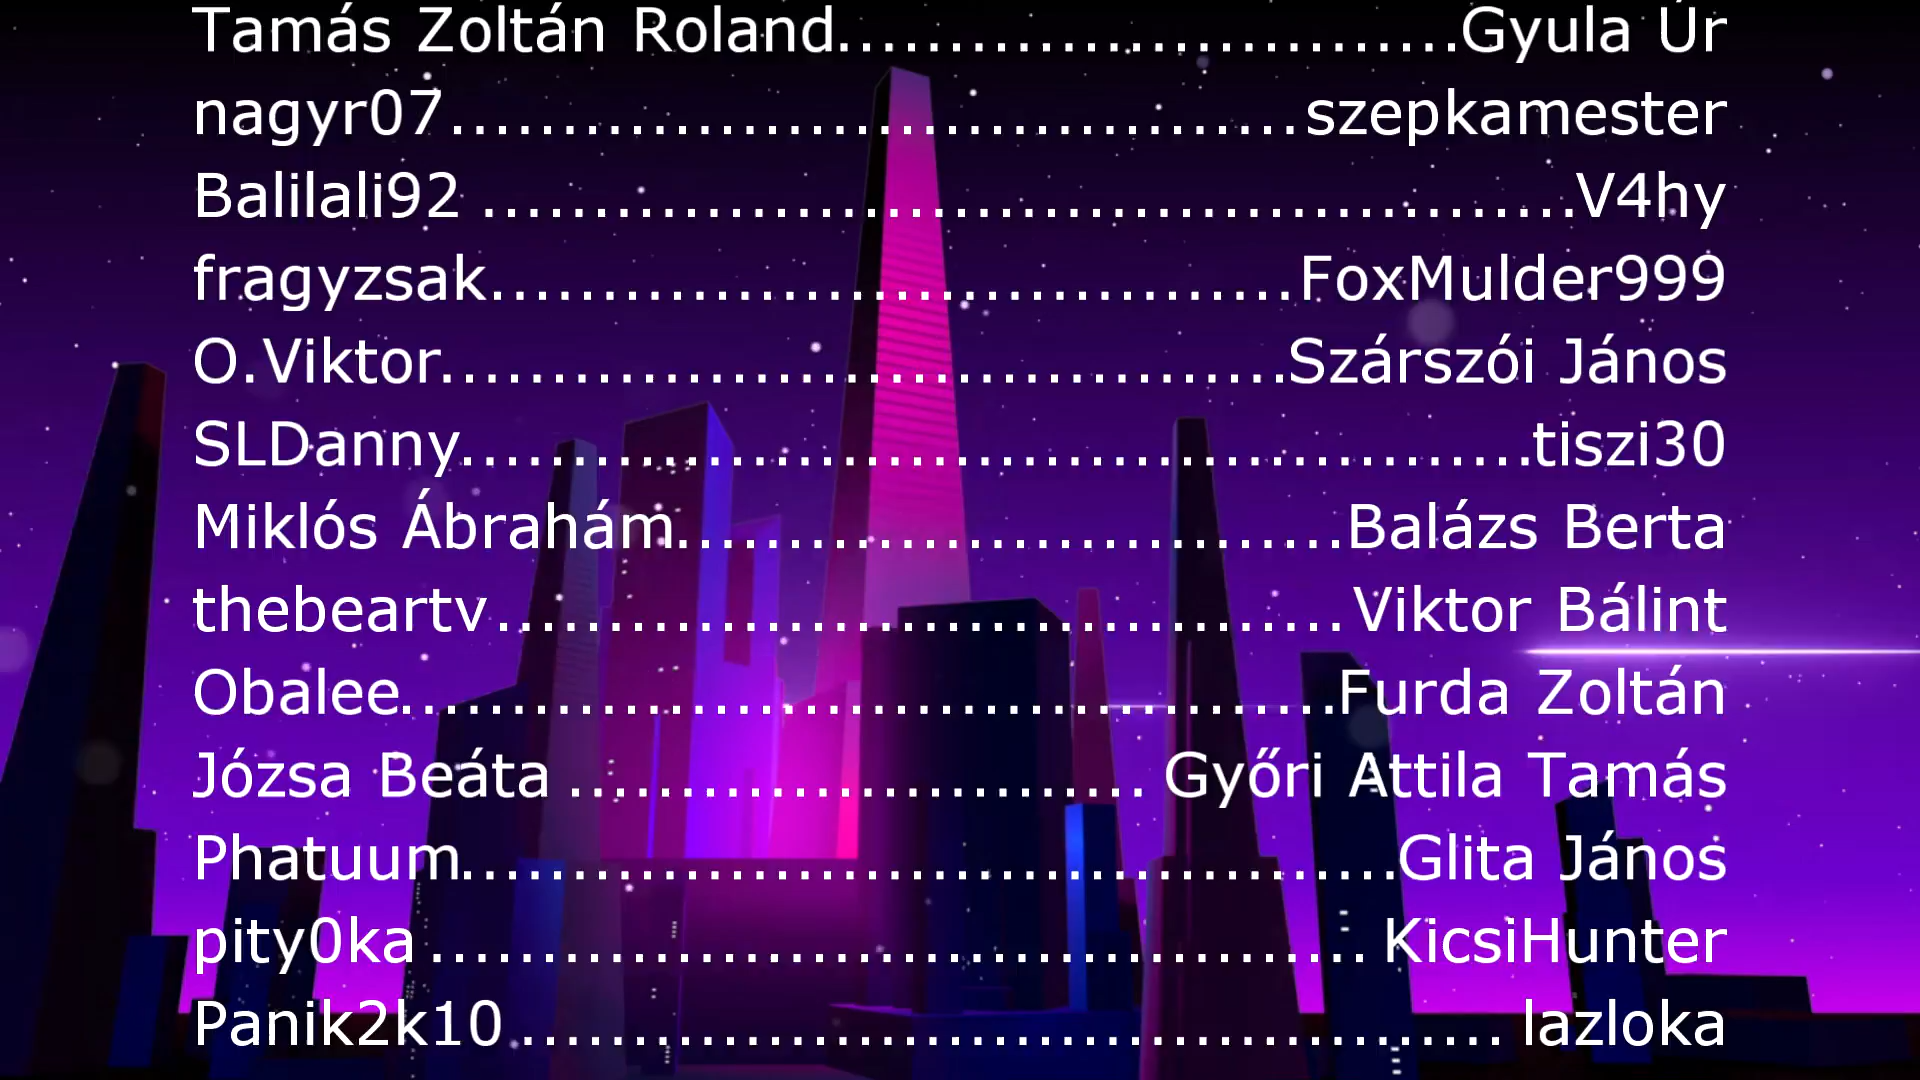 Tamás Zoltán Roland............................Gyula Úr
nagyr07......................................szepkamester
Balilali92 .................................................V4hy
fragyzsak....................................FoxMulder999
O.Viktor......................................Szárszói János
SLDanny................................................tiszi30
Miklós Ábrahám..............................Balázs Berta
thebeartv...................................... Viktor Bálint
Obalee..........................................Furda Zoltán
Józsa Beáta .......................... Győri Attila Tamás
Phatuum..........................................Glita János
pity0ka .......................................... KicsiHunter
Panik2k10 ............................................ lazloka